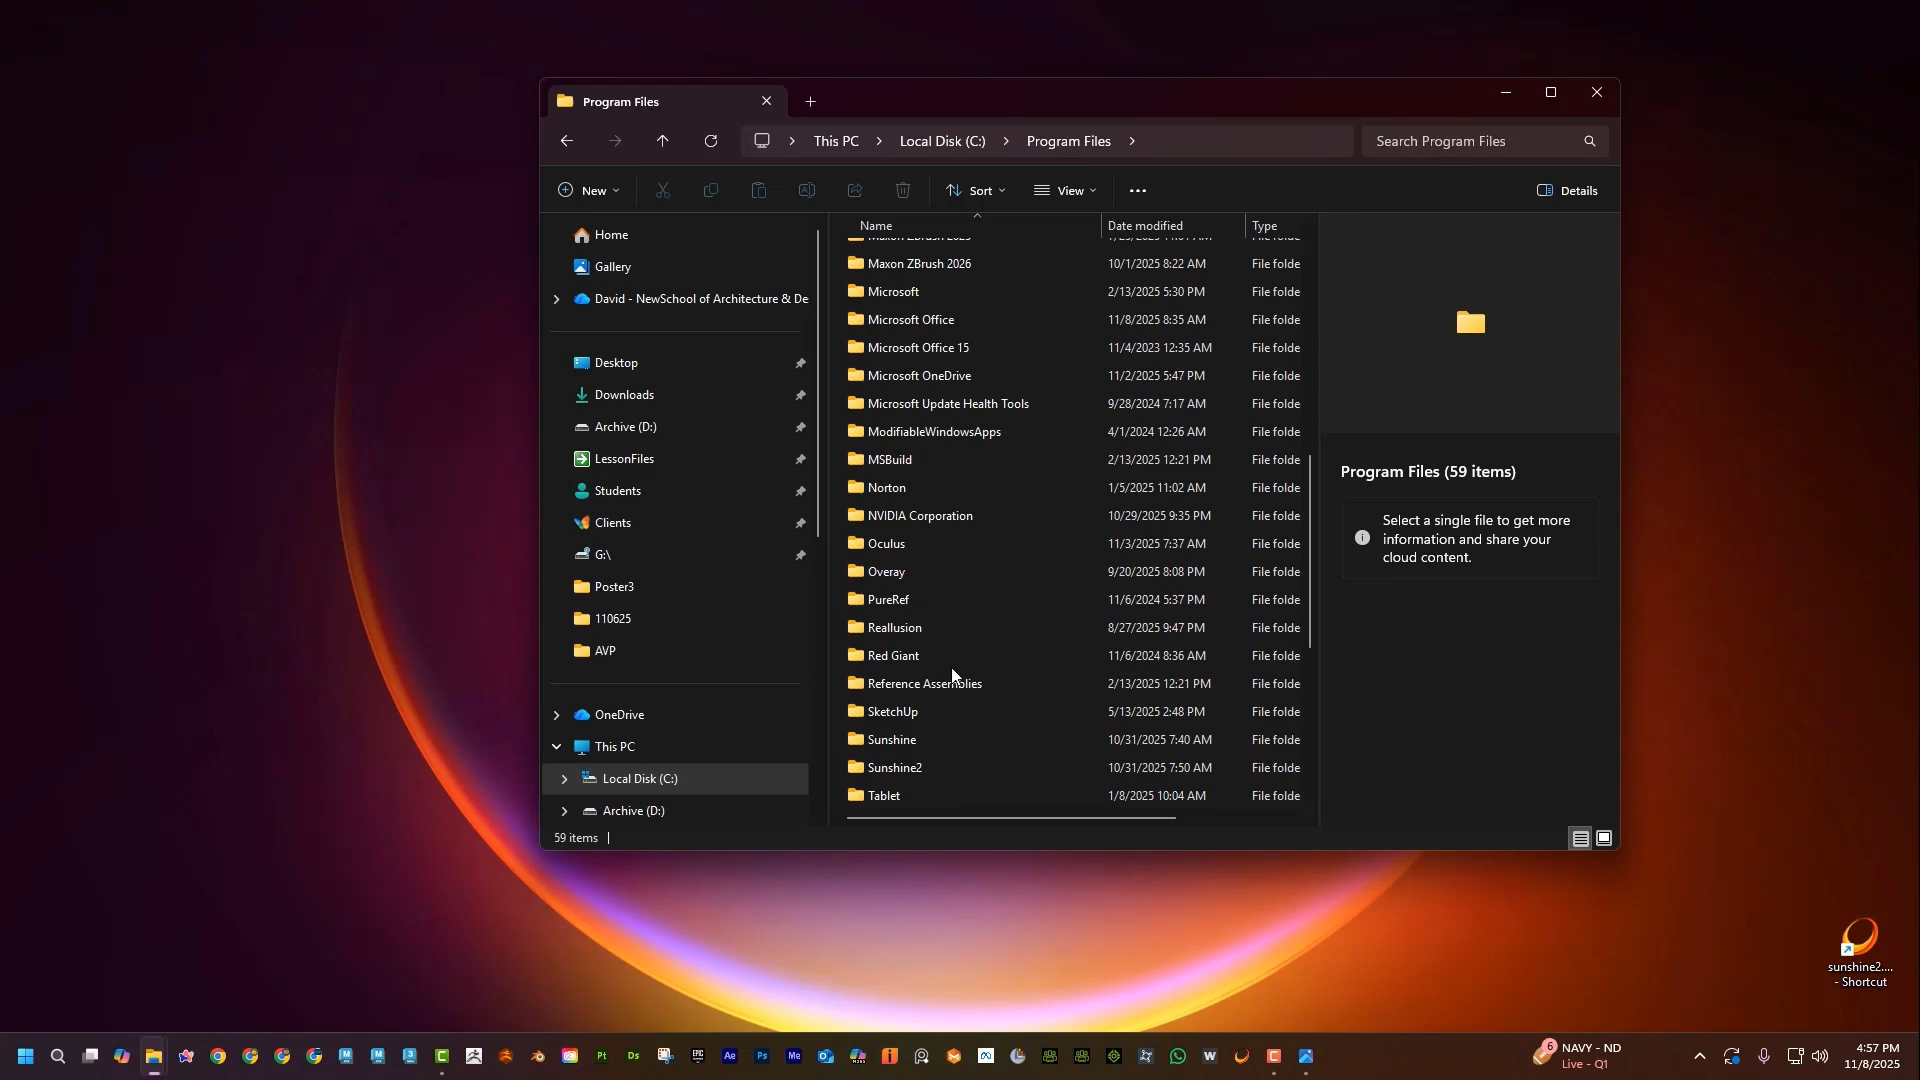 Program Files
This PC
Local Disk (C:)
Program Files
Search Program Files
New
Sort
View
Details
Home
Gallery
David - NewSchool of Architecture & De
Desktop
Downloads
Archive (D:)
LessonFiles
Students
Clients
G:\
Poster3
110625
AVP
OneDrive
This PC
Local Disk (C:)
Archive (D:)
Name Date modified Type
Maxon ZBrush 2026 10/1/2025 8:22 AM File folde
Microsoft 2/13/2025 5:30 PM File folde
Microsoft Office 11/8/2025 8:35 AM File folde
Microsoft Office 15 11/4/2023 12:35 AM File folde
Microsoft OneDrive 11/2/2025 5:47 PM File folde
Microsoft Update Health Tools 9/28/2024 7:17 AM File folde
ModifiableWindowsApps 4/1/2024 12:26 AM File folde
MSBuild 2/13/2025 12:21 PM File folde
Norton 1/5/2025 11:02 AM File folde
NVIDIA Corporation 10/29/2025 9:35 PM File folde
Oculus 11/3/2025 7:37 AM File folde
Overay 9/20/2025 8:08 PM File folde
PureRef 11/6/2024 5:37 PM File folde
Reallusion 8/27/2025 9:47 PM File folde
Red Giant 11/6/2024 8:36 AM File folde
Reference Assemblies 2/13/2025 12:21 PM File folde
SketchUp 5/13/2025 2:48 PM File folde
Sunshine 10/31/2025 7:40 AM File folde
Sunshine2 10/31/2025 7:50 AM File folde
Tablet 1/8/2025 10:04 AM File folde
Program Files (59 items)
Select a single file to get more
information and share your
cloud content.
59 items
sunshine2....
- Shortcut
Pt
Ds
EPIC
Ae
Ps
Me
W
6
NAVY - ND
Live - Q1
4:57 PM
11/8/2025